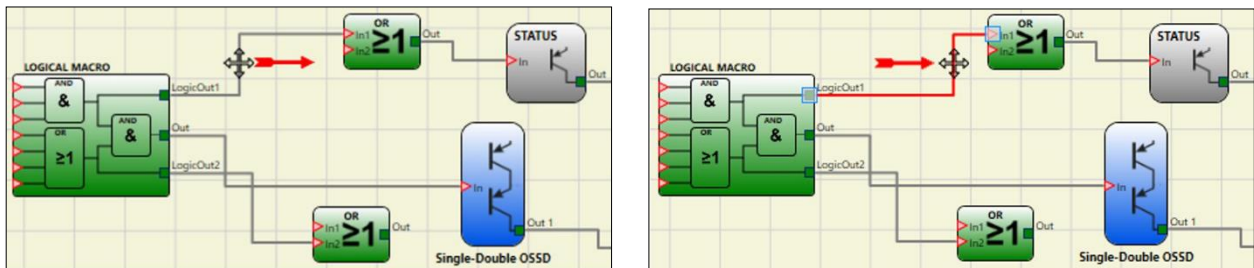 OR
In1
In2
≥1
Out
STATUS
In
Out
LOGICAL MACRO
AND
&
OR
≥1
AND
&
LogicOut1
Out
LogicOut2
In
Out 1
Single-Double OSSD
OR
In1
In2
≥1
Out
OR
In1
In2
≥1
Out
STATUS
In
Out
LOGICAL MACRO
AND
&
OR
≥1
AND
&
LogicOut1
Out
LogicOut2
In
Out 1
Single-Double OSSD
OR
In1
In2
≥1
Out